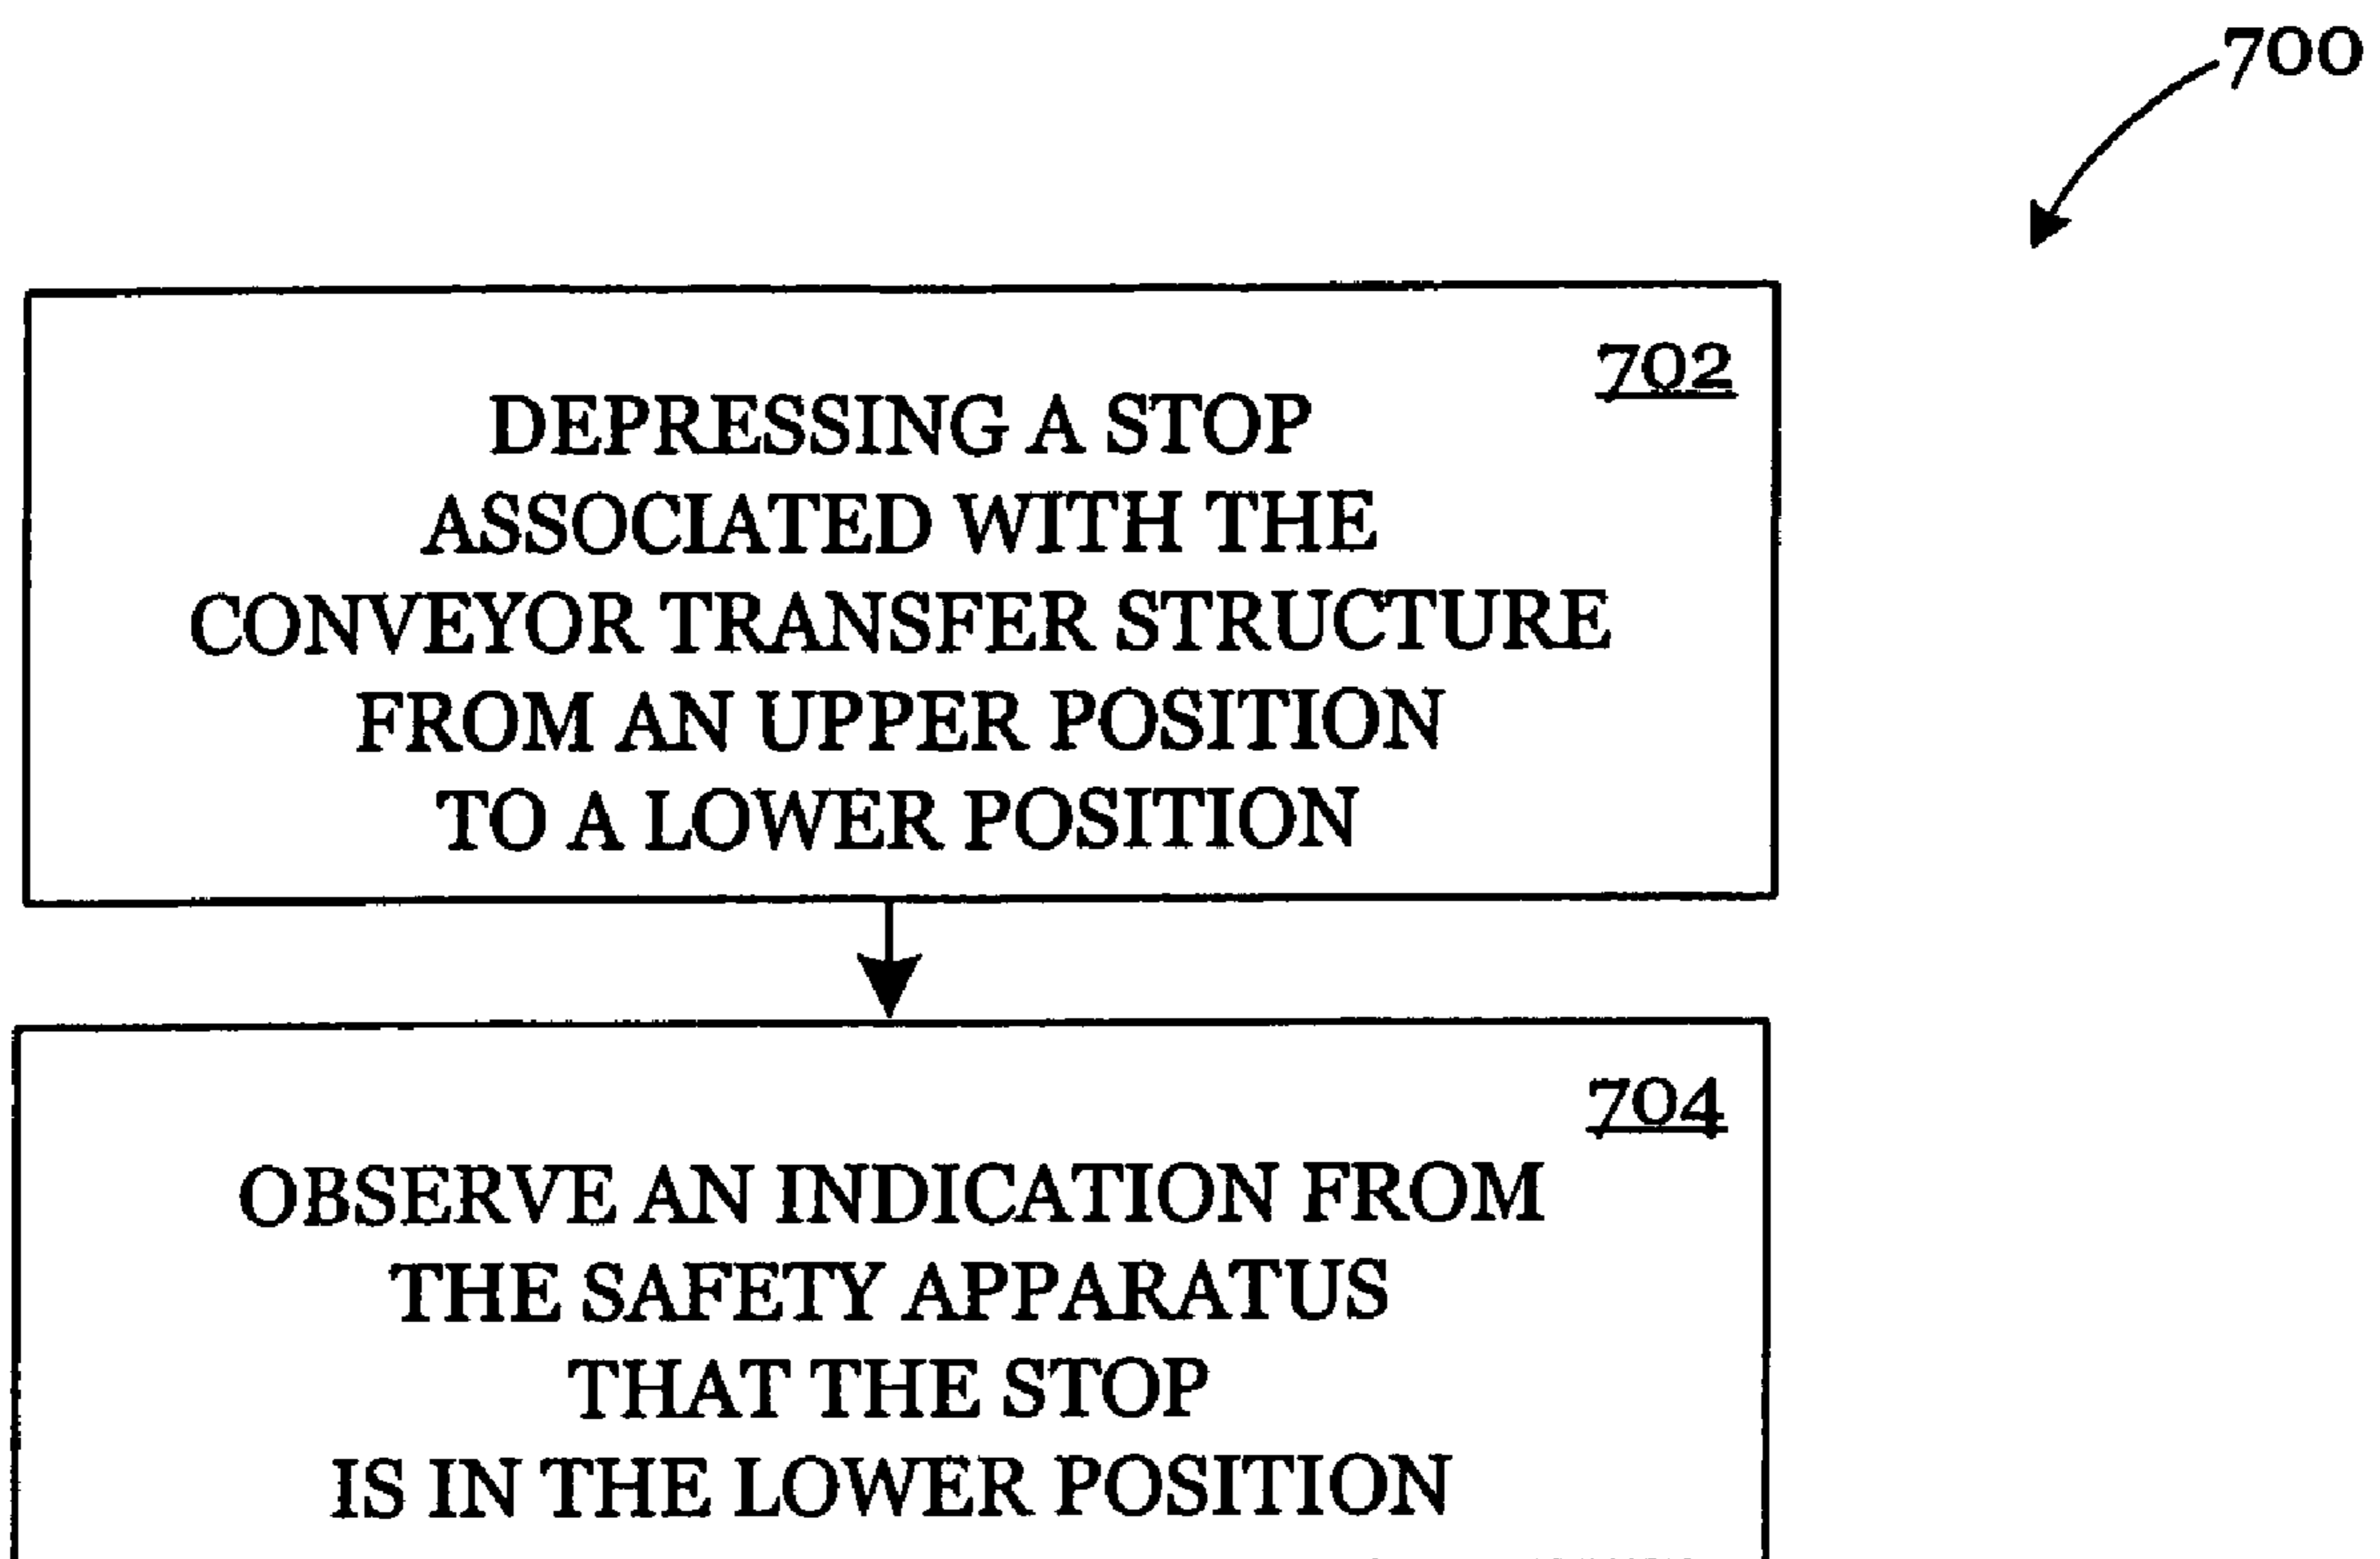 700
702
DEPRESSING A STOP
ASSOCIATED WITH THE
CONVEYOR TRANSFER STRUCTURE
FROM AN UPPER POSITION
TO A LOWER POSITION
704
OBSERVE AN INDICATION FROM
THE SAFETY APPARATUS
THAT THE STOP
IS IN THE LOWER POSITION